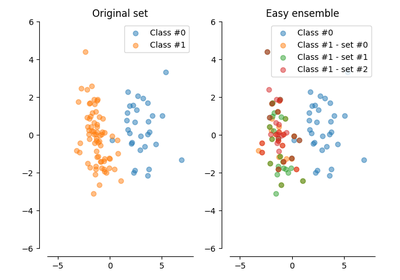 Original set
Easy ensemble
6
Class #0
Class #1
4
2
0
−2
−4
−6
−5
0
5
6
Class #0
Class #1 - set #0
Class #1 - set #1
Class #1 - set #2
4
2
0
−2
−4
−6
−5
0
5